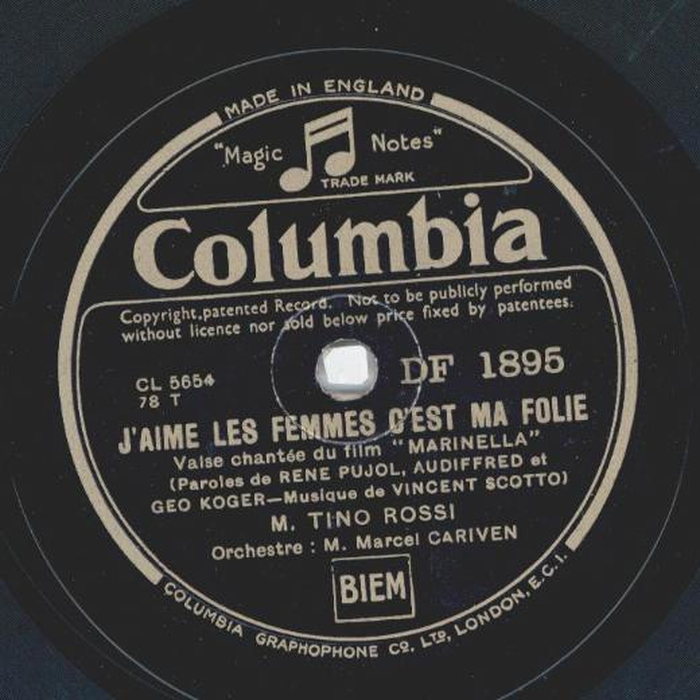 MADE IN ENGLAND
"Magic Notes"
TRADE MARK
Columbia
Copyright, patented Record. Not to be publicly performed
without licence nor sold below price fixed by patentees.
CL 5654
DF 1895
78 T
J'AIME LES FEMMES C'EST MA FOLIE
Valse chantée du film "MARINELLA"
(Paroles de RENE PUJOL, AUDIFFRED et
GEO KOGER—Musique de VINCENT SCOTTO)
M. TINO ROSSI
Orchestre : M. Marcel CARIVEN
BIEM
COLUMBIA GRAPHOPHONE CO. LTD, LONDON, E.C.1.